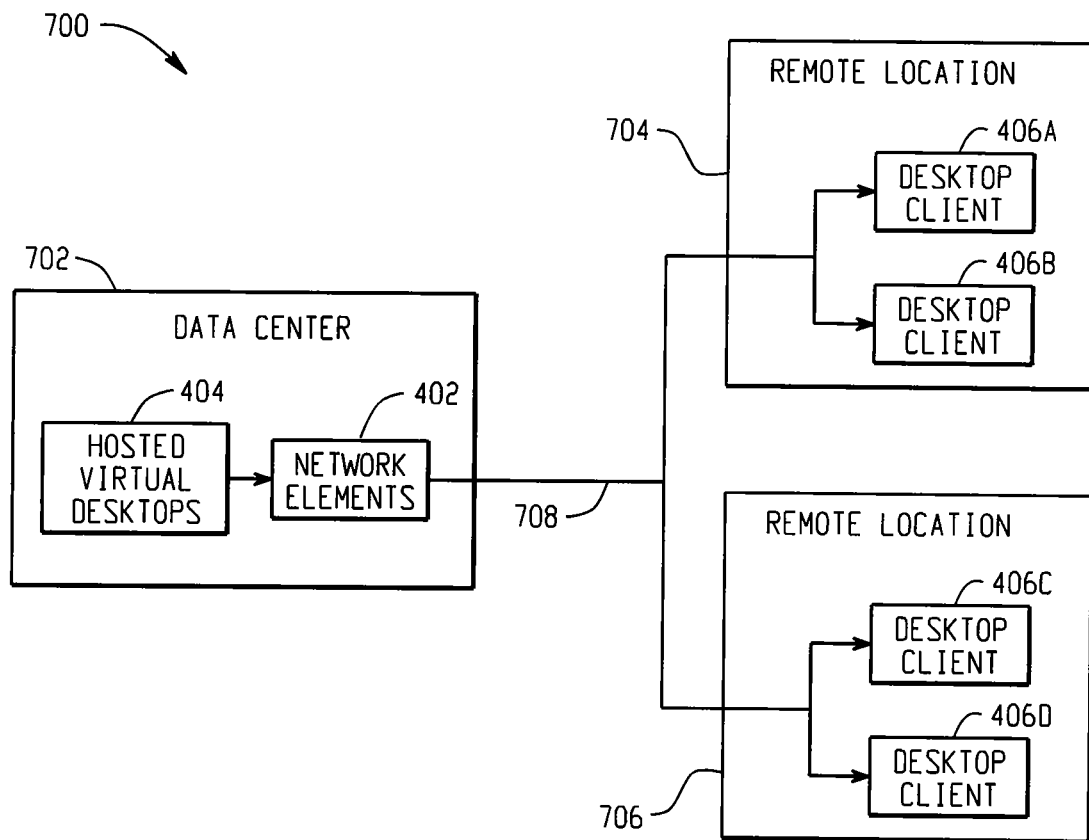 700
REMOTE LOCATION
704
406A
DESKTOP
CLIENT
406B
DESKTOP
CLIENT
702
DATA CENTER
404
HOSTED
VIRTUAL
DESKTOPS
402
NETWORK
ELEMENTS
708
REMOTE LOCATION
406C
DESKTOP
CLIENT
406D
DESKTOP
CLIENT
706